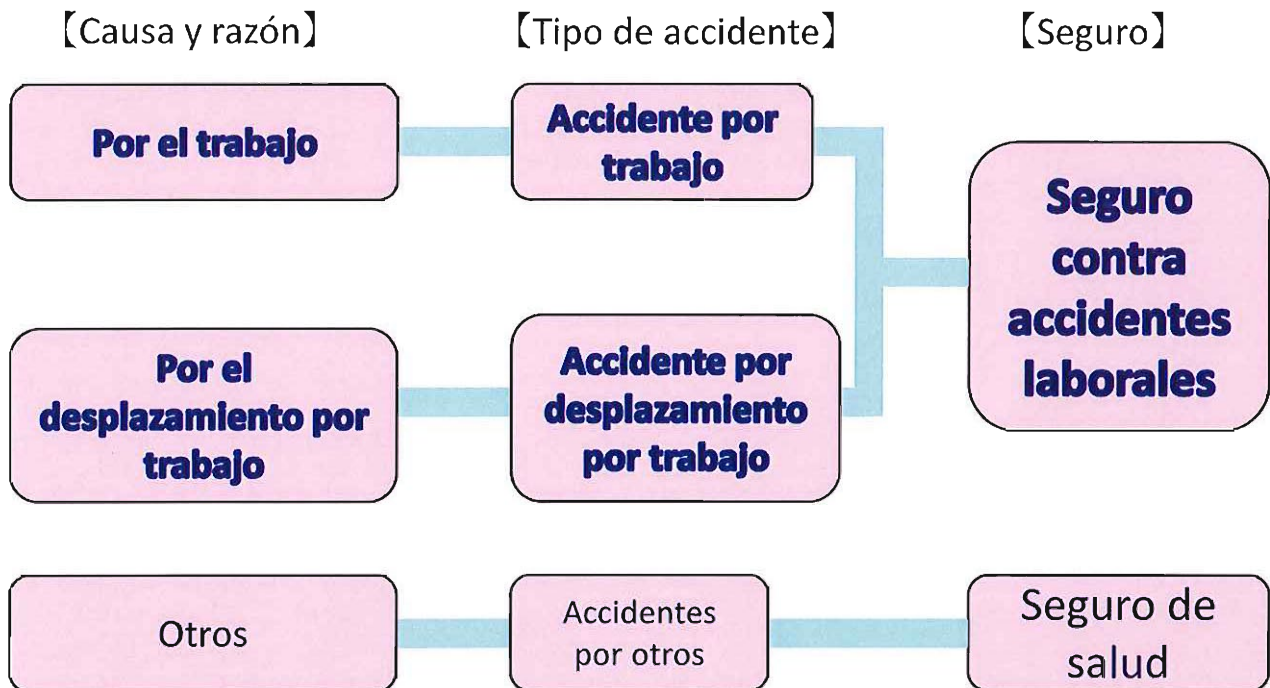 【Causa y razón】
【Tipo de accidente】
【Seguro】
Por el trabajo
Accidente por
trabajo
Seguro
contra
accidentes
laborales
Por el
desplazamiento por
trabajo
Accidente por
desplazamiento
por trabajo
Otros
Accidentes
por otros
Seguro de
salud